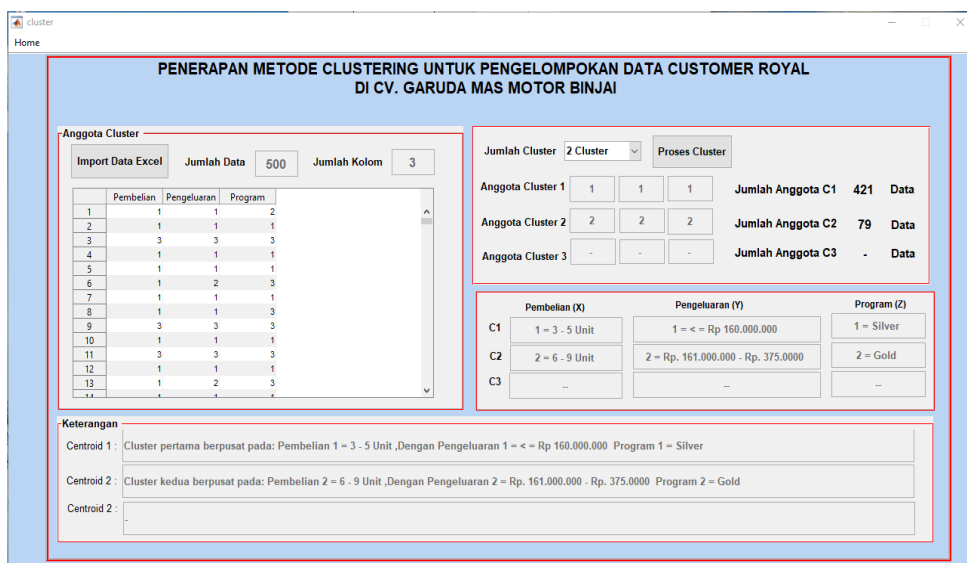 cluster
Home
PENERAPAN METODE CLUSTERING UNTUK PENGELOMPOKAN DATA CUSTOMER ROYAL
DI CV. GARUDA MAS MOTOR BINJAI
Anggota Cluster
Import Data Excel Jumlah Data 500 Jumlah Kolom 3
Pembelian Pengeluaran Program
1 1 1 2
2 1 1 1
3 3 3 3
4 1 1 1
5 1 1 1
6 1 2 3
7 1 1 1
8 1 1 3
9 3 3 3
10 1 1 1
11 3 3 3
12 1 1 1
13 1 2 3
14 1 1 1
Jumlah Cluster 2 Cluster Proses Cluster
Anggota Cluster 1 1 1 1 Jumlah Anggota C1 421 Data
Anggota Cluster 2 2 2 2 Jumlah Anggota C2 79 Data
Anggota Cluster 3 - - - Jumlah Anggota C3 - Data
Pembelian (X) Pengeluaran (Y) Program (Z)
C1 1 = 3 - 5 Unit 1 = < = Rp 160.000.000 1 = Silver
C2 2 = 6 - 9 Unit 2 = Rp. 161.000.000 - Rp. 375.0000 2 = Gold
C3 -- -- --
Keterangan
Centroid 1 : Cluster pertama berpusat pada: Pembelian 1 = 3 - 5 Unit ,Dengan Pengeluaran 1 = < = Rp 160.000.000 Program 1 = Silver
Centroid 2 : Cluster kedua berpusat pada: Pembelian 2 = 6 - 9 Unit ,Dengan Pengeluaran 2 = Rp. 161.000.000 - Rp. 375.0000 Program 2 = Gold
Centroid 2 : -